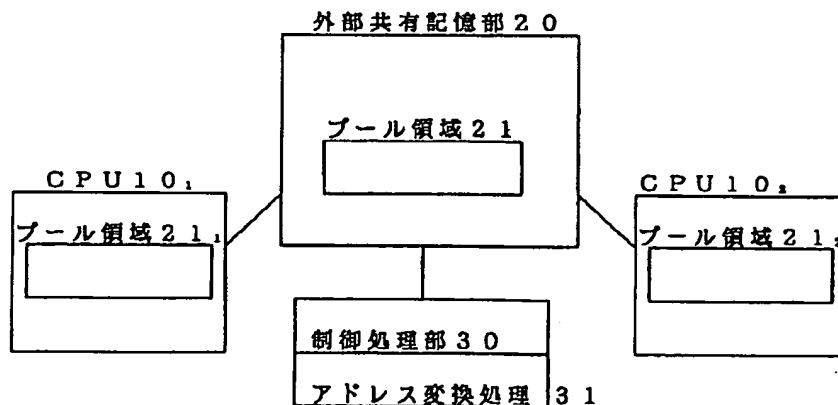 外部共有記憶部20
プール領域21
CPU10₁
プール領域21₁
CPU10₂
プール領域21₂
制御処理部30
アドレス変換処理 31